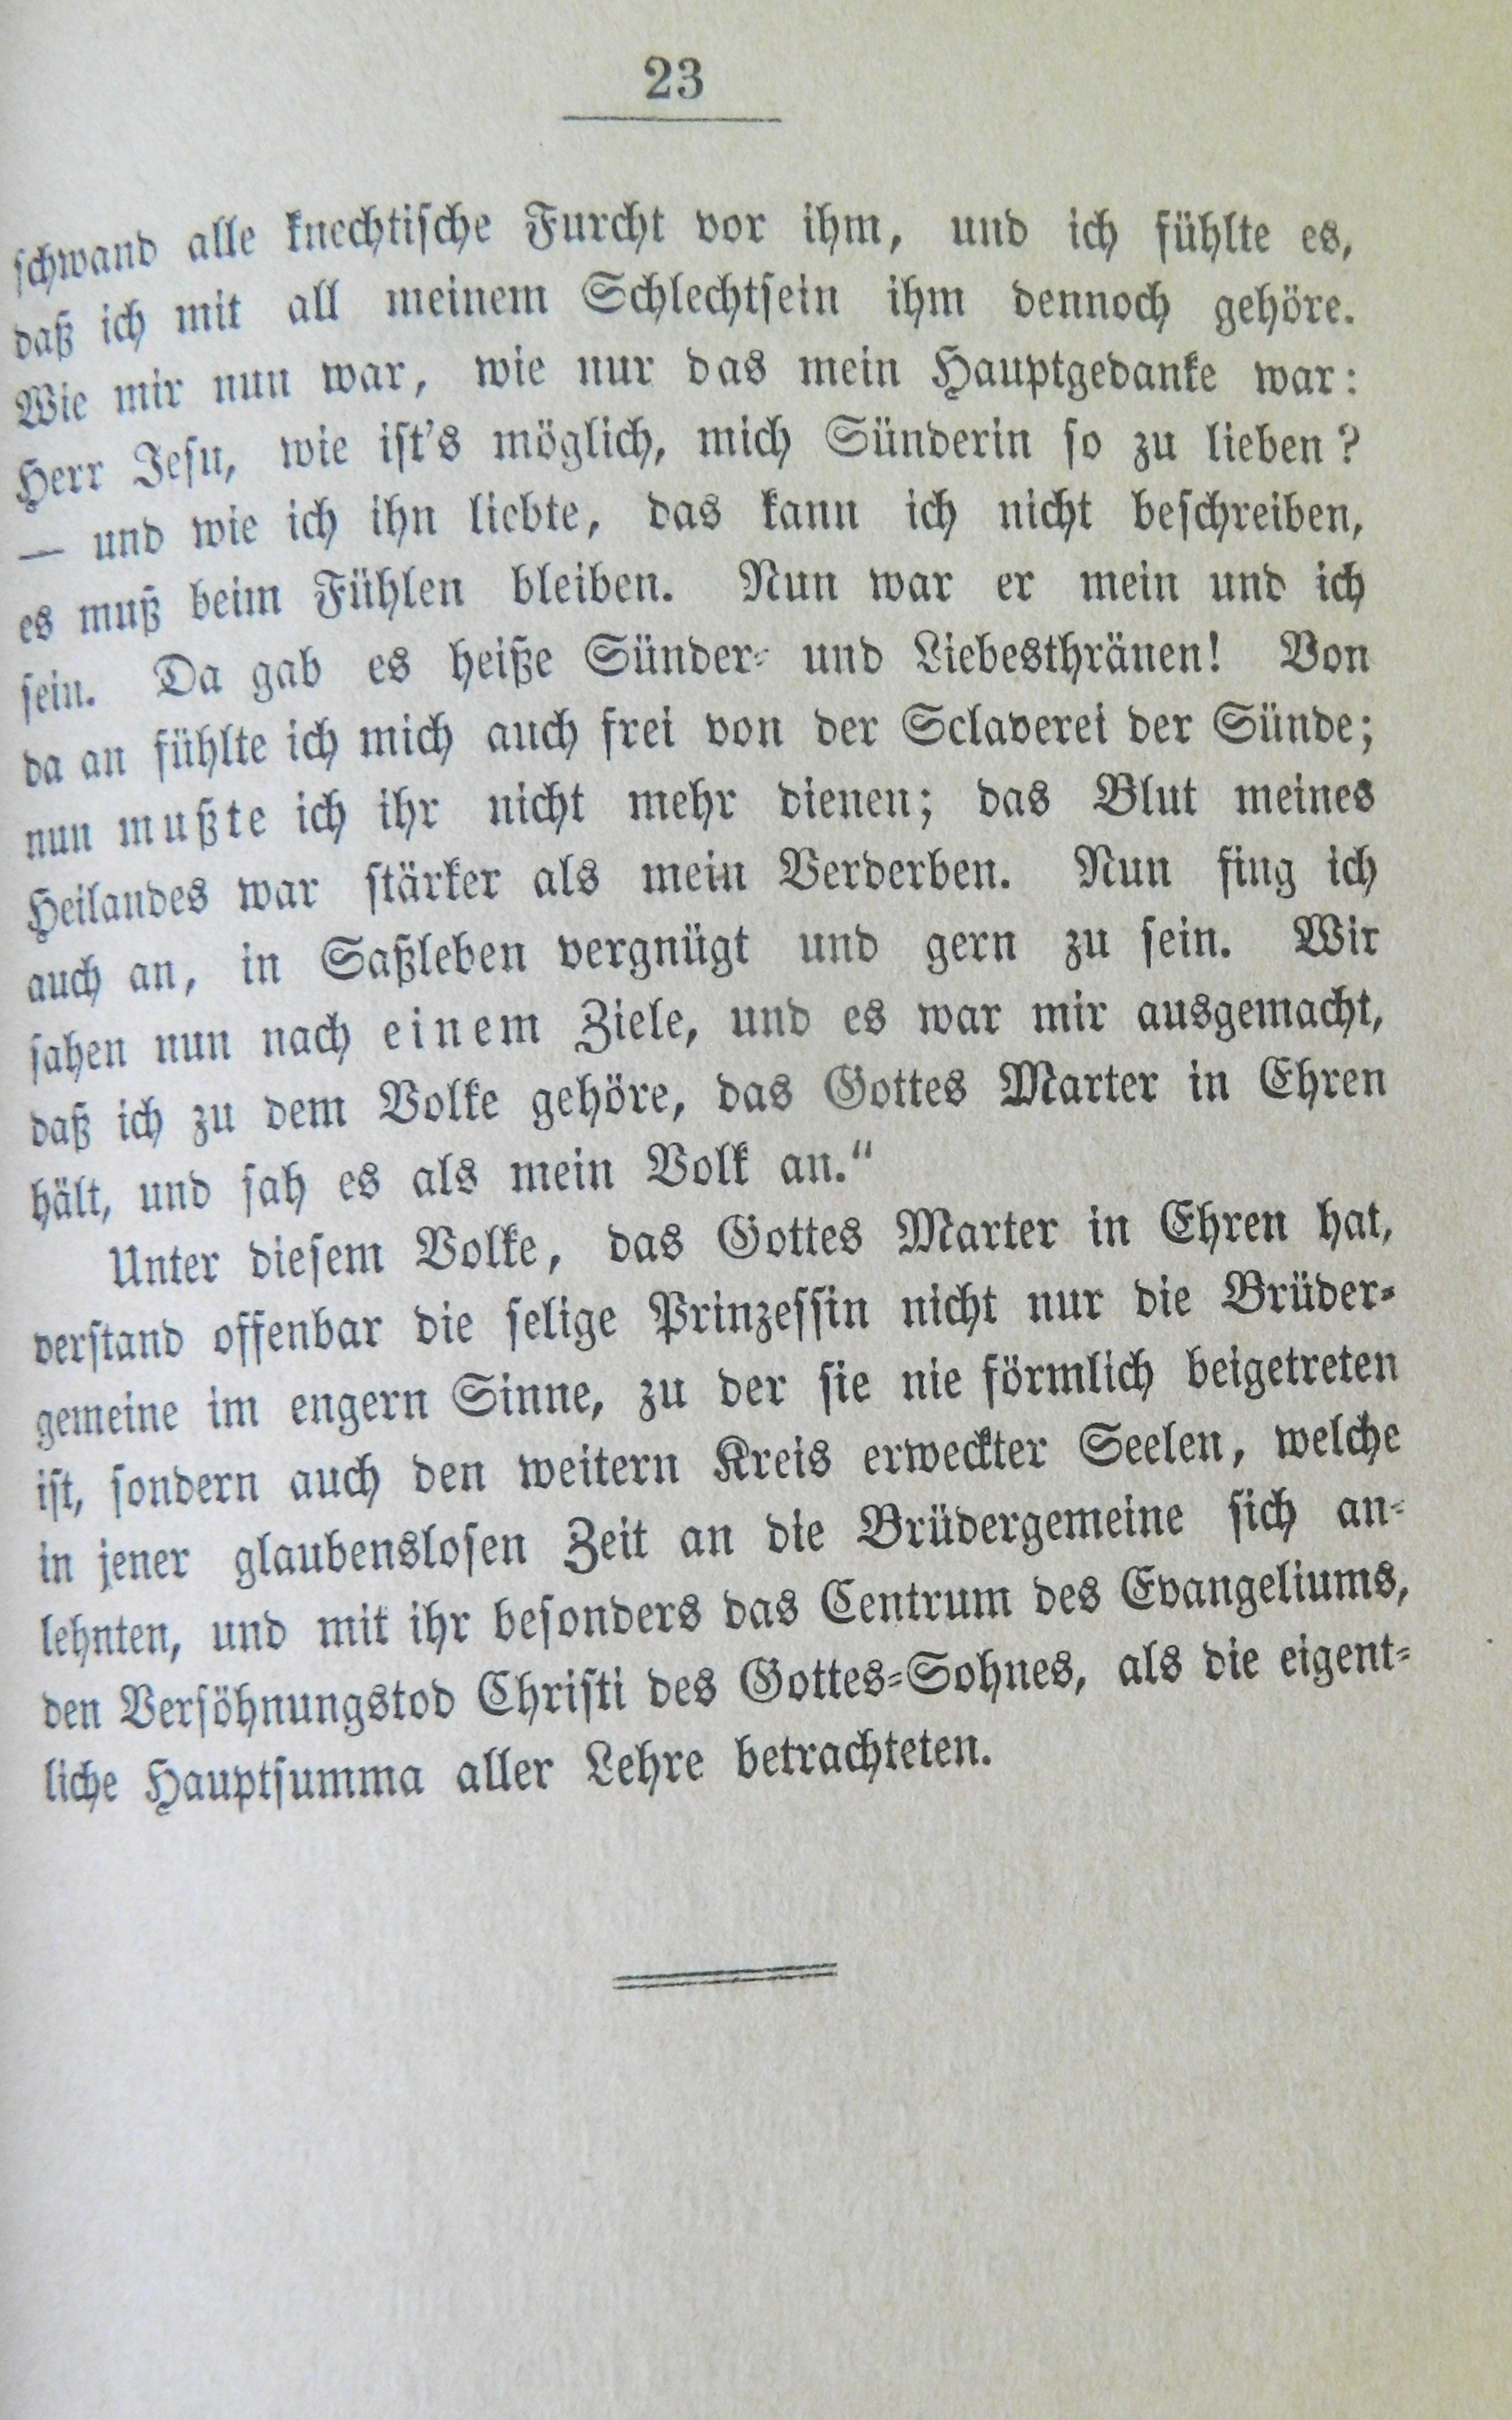 23
schwand alle knechtische Furcht vor ihm, und ich fühlte es,
daß ich mit all meinem Schlechtsein ihm dennoch gehöre.
Wie mir nun war, wie nur das mein Hauptgedanke war:
Herr Jesu, wie ist's möglich, mich Sünderin so zu lieben?
— und wie ich ihn liebte, das kann ich nicht beschreiben,
es muß beim Fühlen bleiben. Nun war er mein und ich
sein. Da gab es heiße Sünder- und Liebesthränen! Von
da an fühlte ich mich auch frei von der Sclaverei der Sünde;
nun mußte ich ihr nicht mehr dienen; das Blut meines
Heilandes war stärker als mein Verderben. Nun fing ich
auch an, in Saßleben vergnügt und gern zu sein. Wir
sahen nun nach einem Ziele, und es war mir ausgemacht,
daß ich zu dem Volke gehöre, das Gottes Marter in Ehren
hält, und sah es als mein Volk an.“
Unter diesem Volke, das Gottes Marter in Ehren hat,
verstand offenbar die selige Prinzessin nicht nur die Brüder-
gemeine im engern Sinne, zu der sie nie förmlich beigetreten
ist, sondern auch den weitern Kreis erweckter Seelen, welche
in jener glaubenslosen Zeit an die Brüdergemeine sich an-
lehnten, und mit ihr besonders das Centrum des Evangeliums,
den Versöhnungstod Christi des Gottes-Sohnes, als die eigent-
liche Hauptsumma aller Lehre betrachteten.